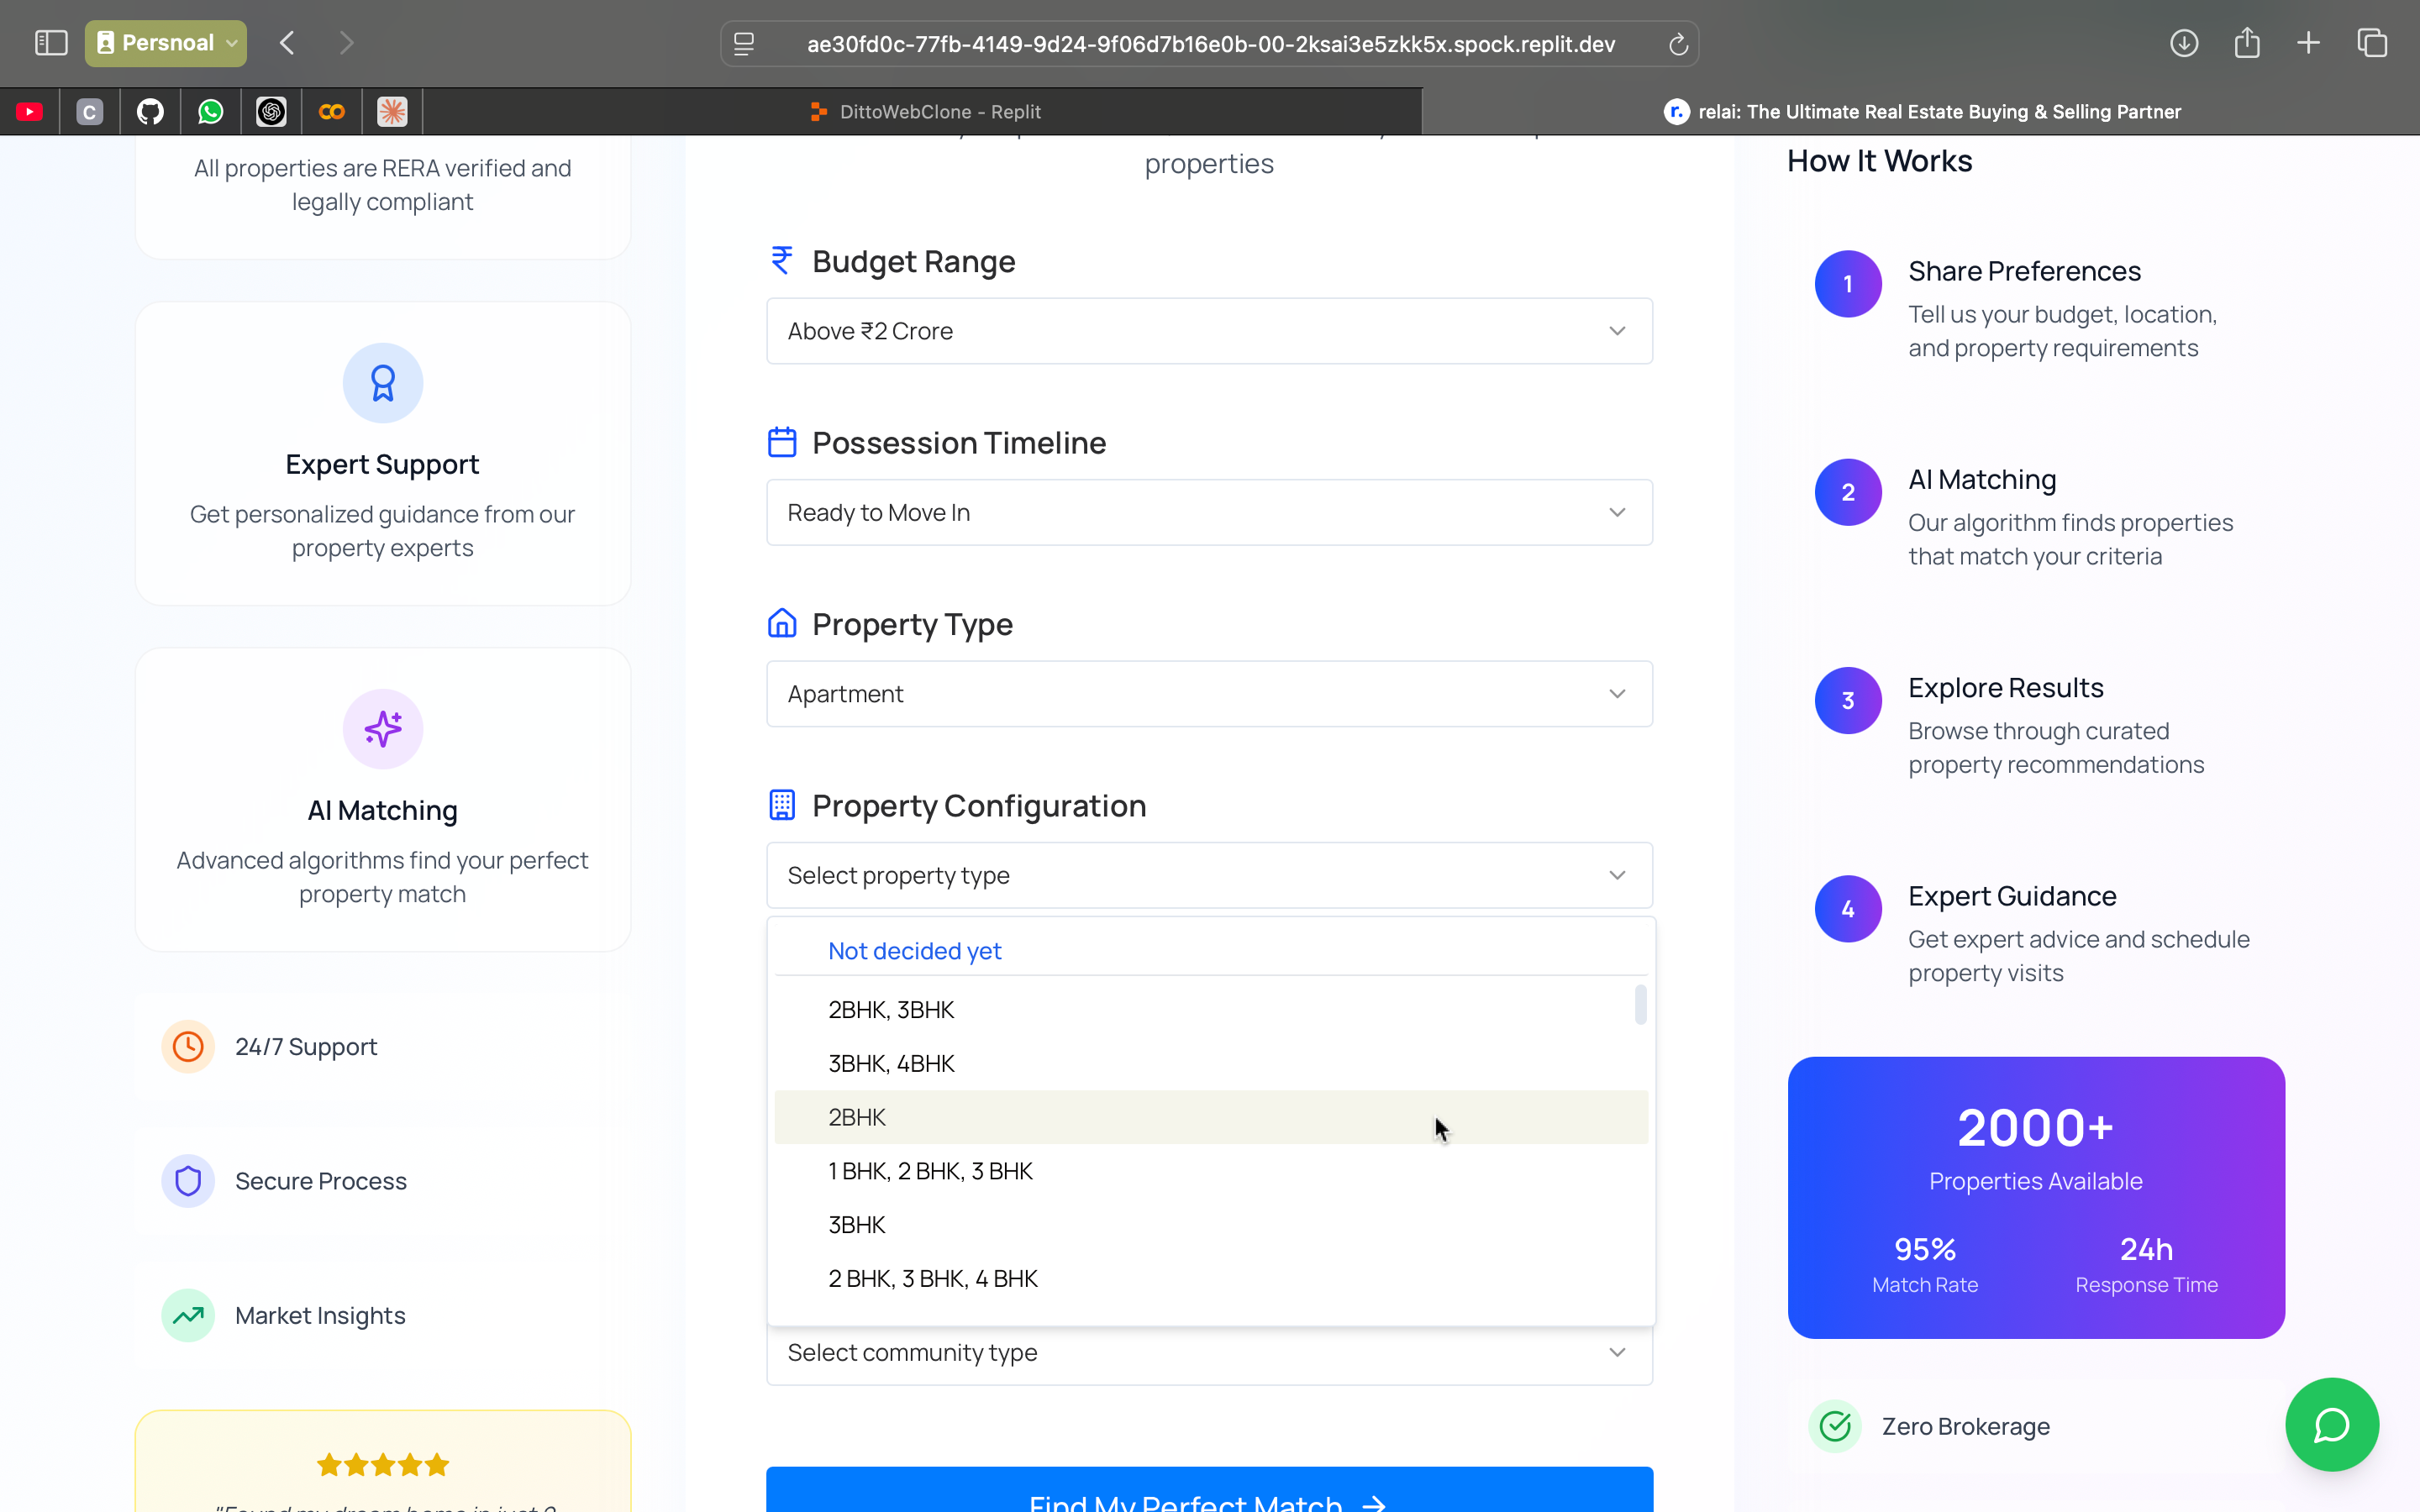 Persnoal
ae30fd0c-77fb-4149-9d24-9f06d7b16e0b-00-2ksai3e5zkk5x.spock.replit.dev
C
DittoWebClone - Replit
r.
relai: The Ultimate Real Estate Buying & Selling Partner
All properties are RERA verified and
legally compliant
Expert Support
Get personalized guidance from our
property experts
AI Matching
Advanced algorithms find your perfect
property match
24/7 Support
Secure Process
Market Insights
properties
₹ Budget Range
Above ₹2 Crore
Possession Timeline
Ready to Move In
Property Type
Apartment
Property Configuration
Select property type
Not decided yet
2BHK, 3BHK
3BHK, 4BHK
2BHK
1 BHK, 2 BHK, 3 BHK
3BHK
2 BHK, 3 BHK, 4 BHK
Select community type
Find My Perfect Match
How It Works
1
Share Preferences
Tell us your budget, location,
and property requirements
2
AI Matching
Our algorithm finds properties
that match your criteria
3
Explore Results
Browse through curated
property recommendations
4
Expert Guidance
Get expert advice and schedule
property visits
2000+
Properties Available
95%
Match Rate
24h
Response Time
Zero Brokerage